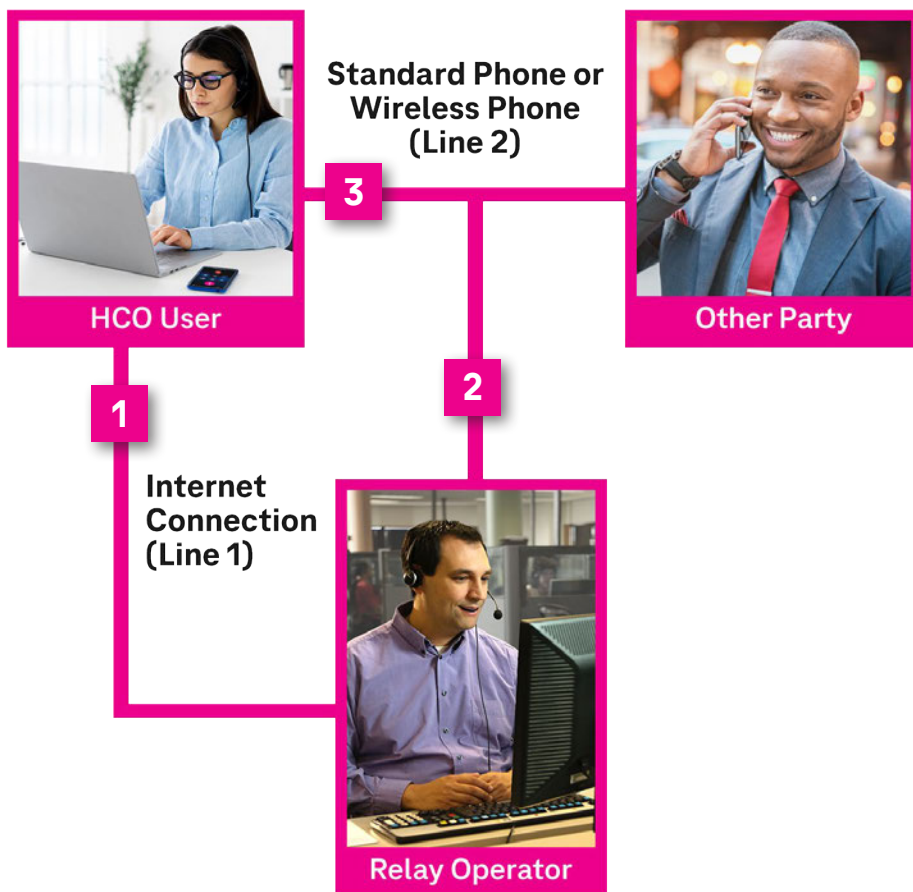 Standard Phone or
Wireless Phone
(Line 2)
3
HCO User
Other Party
2
1
Internet
Connection
(Line 1)
Relay Operator